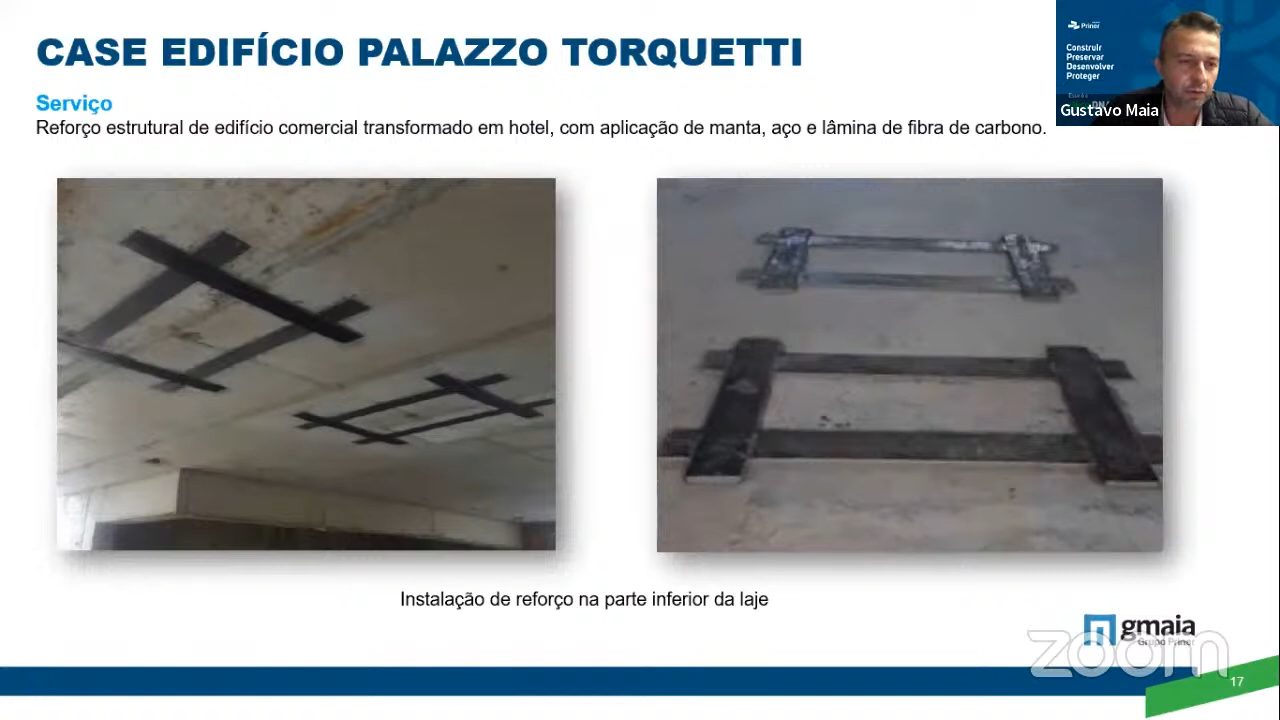 CASE EDIFÍCIO PALAZZO TORQUETTI
Serviço
Reforço estrutural de edifício comercial transformado em hotel, com aplicação de manta, aço e lâmina de fibra de carbono.
Priner
Construir
Preservar
Desenvolver
Proteger
Gustavo Maia
Instalação de reforço na parte inferior da laje
gmaia
Grupo Priner
zoom
17